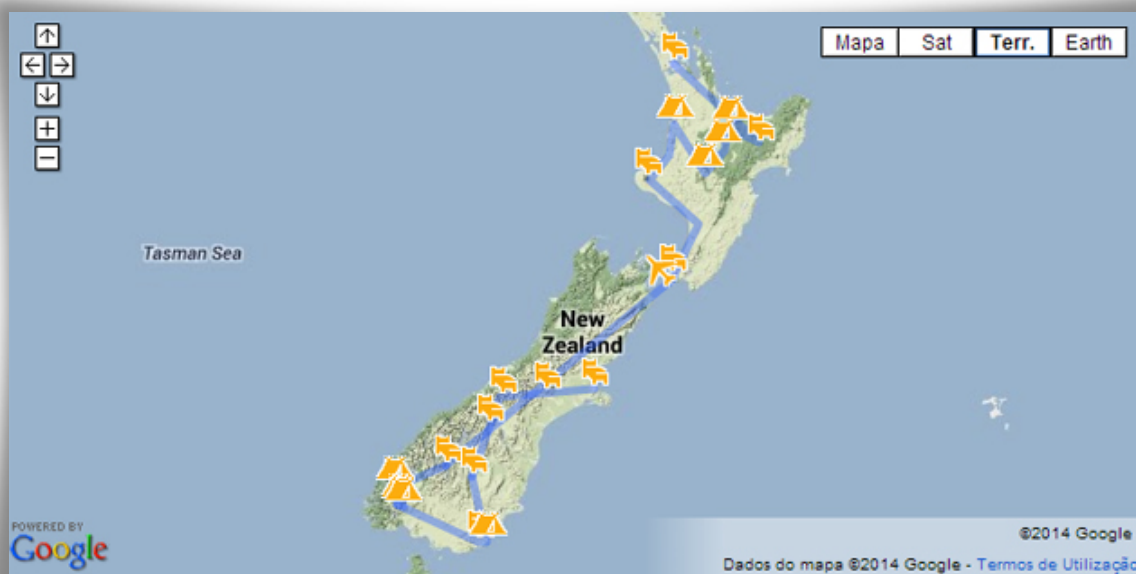 Mapa
Sat
Terr.
Earth
Tasman Sea
New
Zealand
POWERED BY
Google
©2014 Google
Dados do mapa ©2014 Google - Termos de Utilização